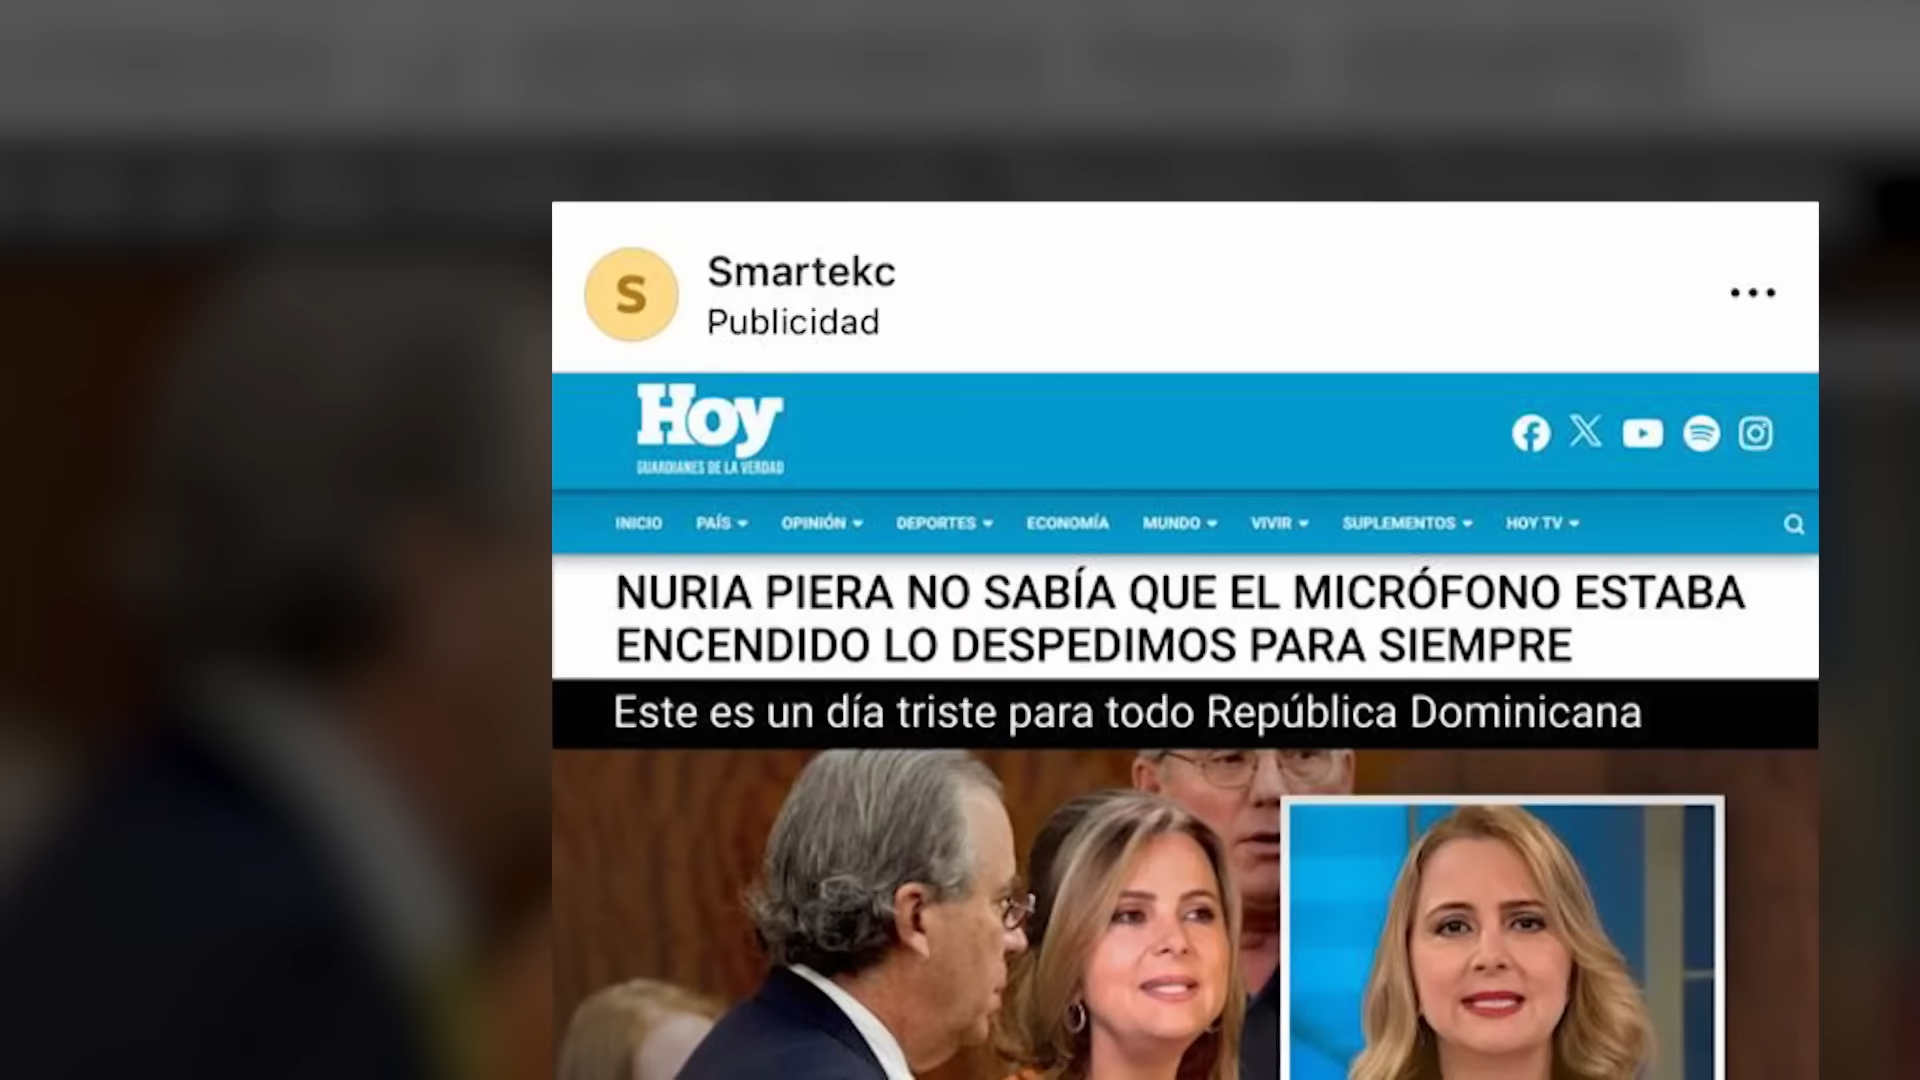 S
Smartekc
Publicidad
Hoy
GUARDIANES DE LA VERDAD
INICIO PAÍS OPINIÓN DEPORTES ECONOMÍA MUNDO VIVIR SUPLEMENTOS HOY TV
NURIA PIERA NO SABÍA QUE EL MICRÓFONO ESTABA
ENCENDIDO LO DESPEDIMOS PARA SIEMPRE
Este es un día triste para todo República Dominicana